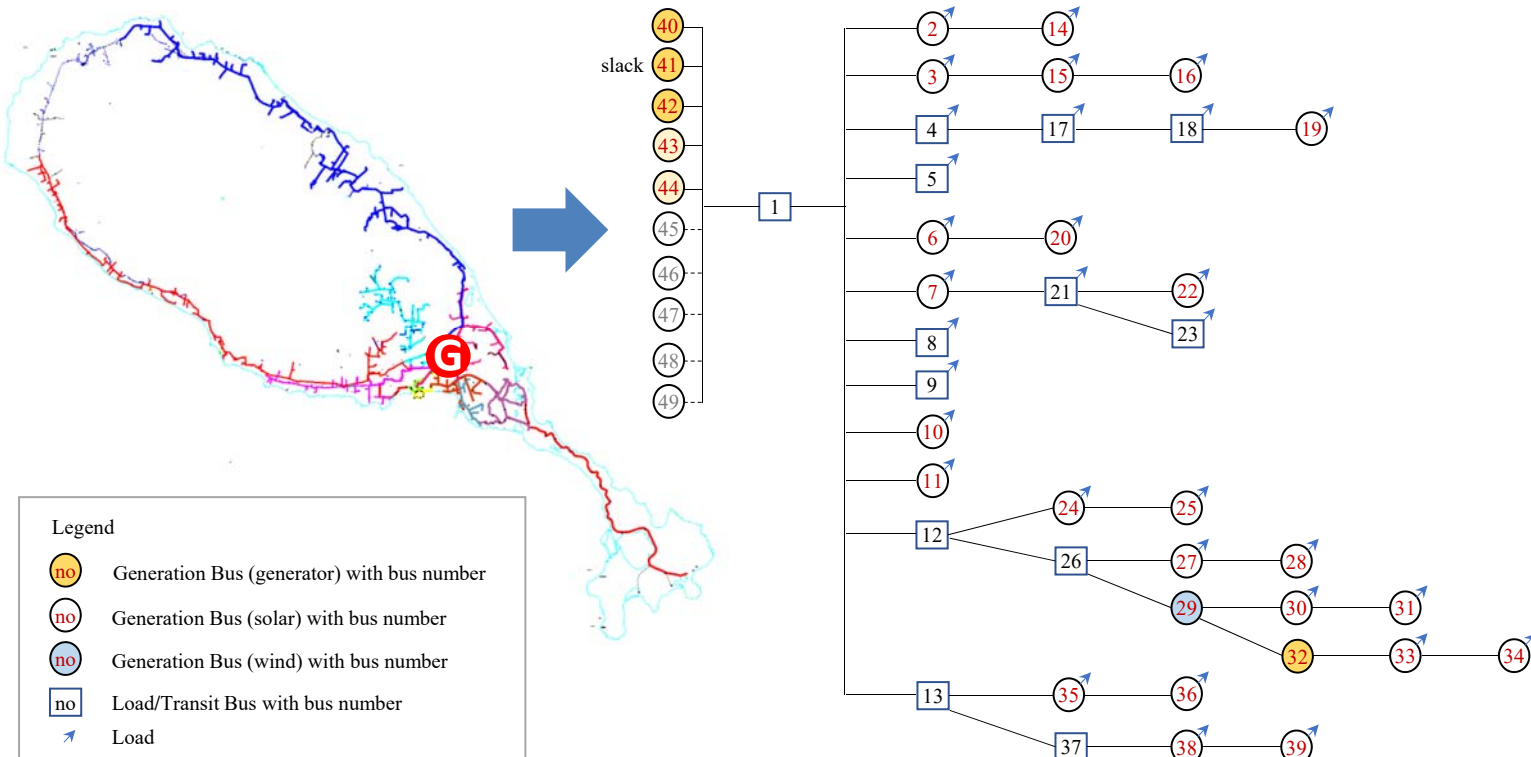 G
Legend
no Generation Bus (generator) with bus number
no Generation Bus (solar) with bus number
no Generation Bus (wind) with bus number
no Load/Transit Bus with bus number
Load
40
slack 41
42
43
44
45
46
47
48
49
1
2 14
3 15 16
4 17 18 19
5
6 20
7 21 22
23
8
9
10
11
24 25
12
26 27 28
29 30 31
32 33 34
13 35 36
37 38 39